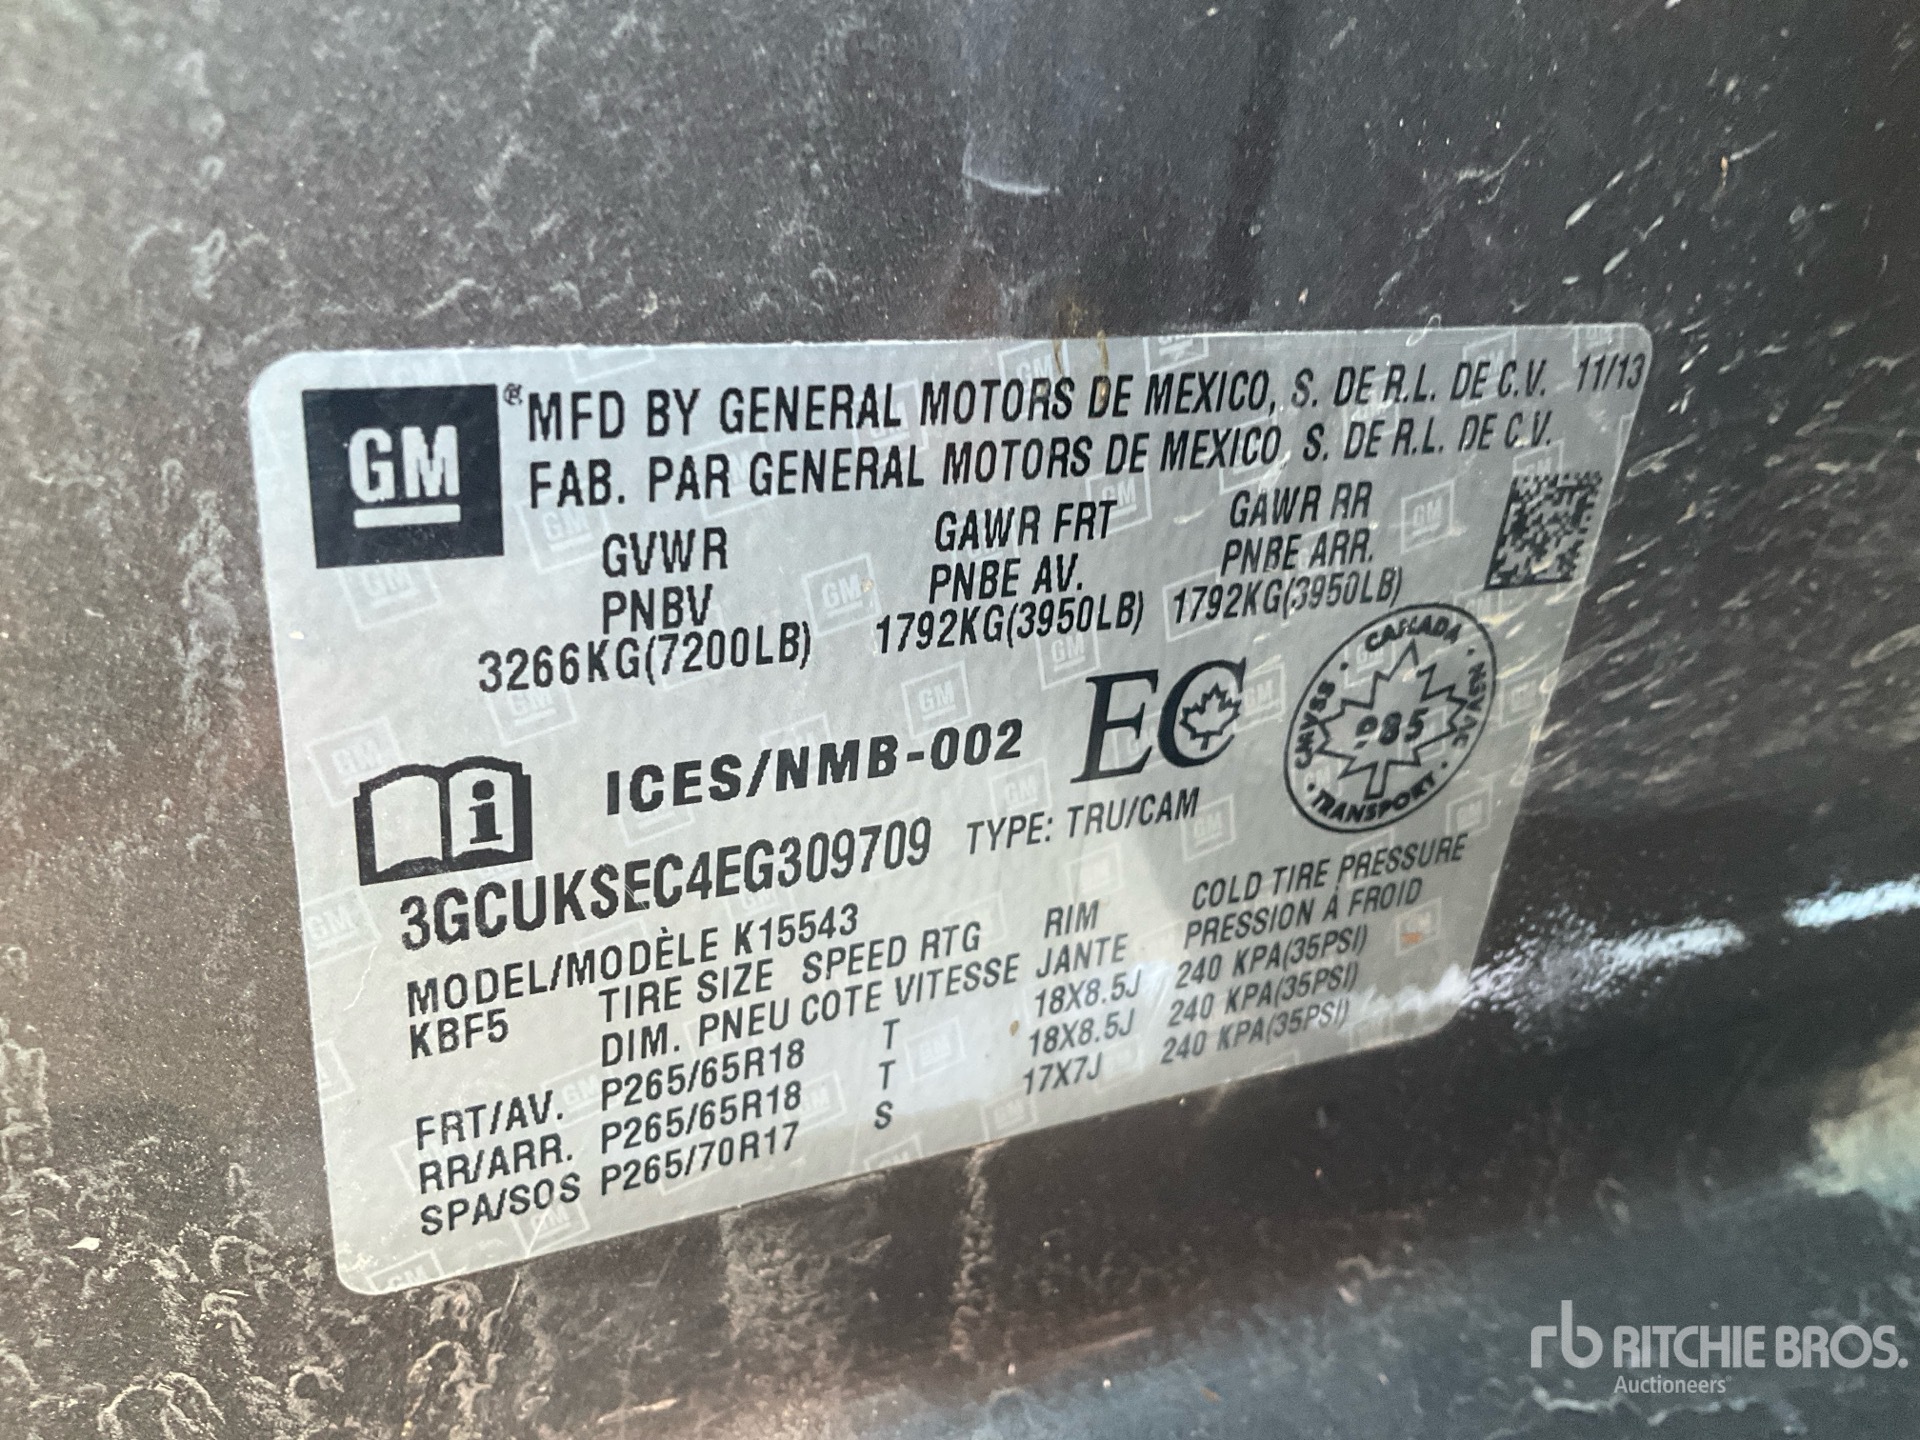 GM
®MFD BY GENERAL MOTORS DE MEXICO, S. DE R.L. DE C.V. 11/13
FAB. PAR GENERAL MOTORS DE MEXICO, S. DE R.L. DE C.V.
GVWR GAWR FRT GAWR RR
PNBV PNBE AV. PNBE ARR.
3266KG(7200LB) 1792KG(3950LB) 1792KG(3950LB)
i ICES/NMB-002 EC
CANADA
CMVSS 985 NSVAC
TRANSPORT
3GCUKSEC4EG309709 TYPE: TRU/CAM
MODEL/MODÈLE K15543
KBF5 TIRE SIZE SPEED RTG RIM COLD TIRE PRESSURE
DIM. PNEU COTE VITESSE JANTE PRESSION À FROID
FRT/AV. P265/65R18 T 18X8.5J 240 KPA(35PSI)
RR/ARR. P265/65R18 T 18X8.5J 240 KPA(35PSI)
SPA/SOS P265/70R17 S 17X7J 240 KPA(35PSI)
rb RITCHIE BROS.
Auctioneers